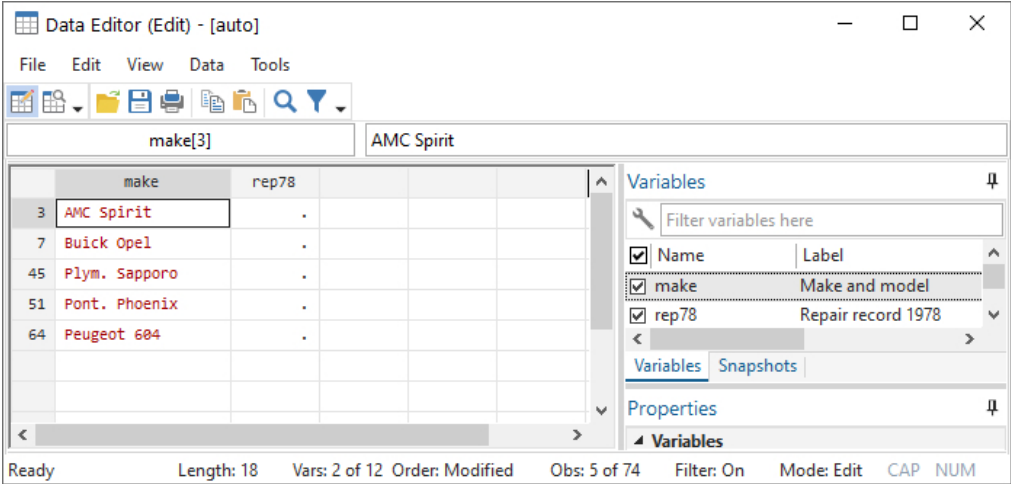 Data Editor (Edit) - [auto]
File Edit View Data Tools
make[3] AMC Spirit
make rep78
3 AMC Spirit .
7 Buick Opel .
45 Plym. Sapporo .
51 Pont. Phoenix .
64 Peugeot 604 .
Variables
Filter variables here
Name Label
make Make and model
rep78 Repair record 1978
Variables Snapshots
Properties
Variables
Ready Length: 18 Vars: 2 of 12 Order: Modified Obs: 5 of 74 Filter: On Mode: Edit CAP NUM